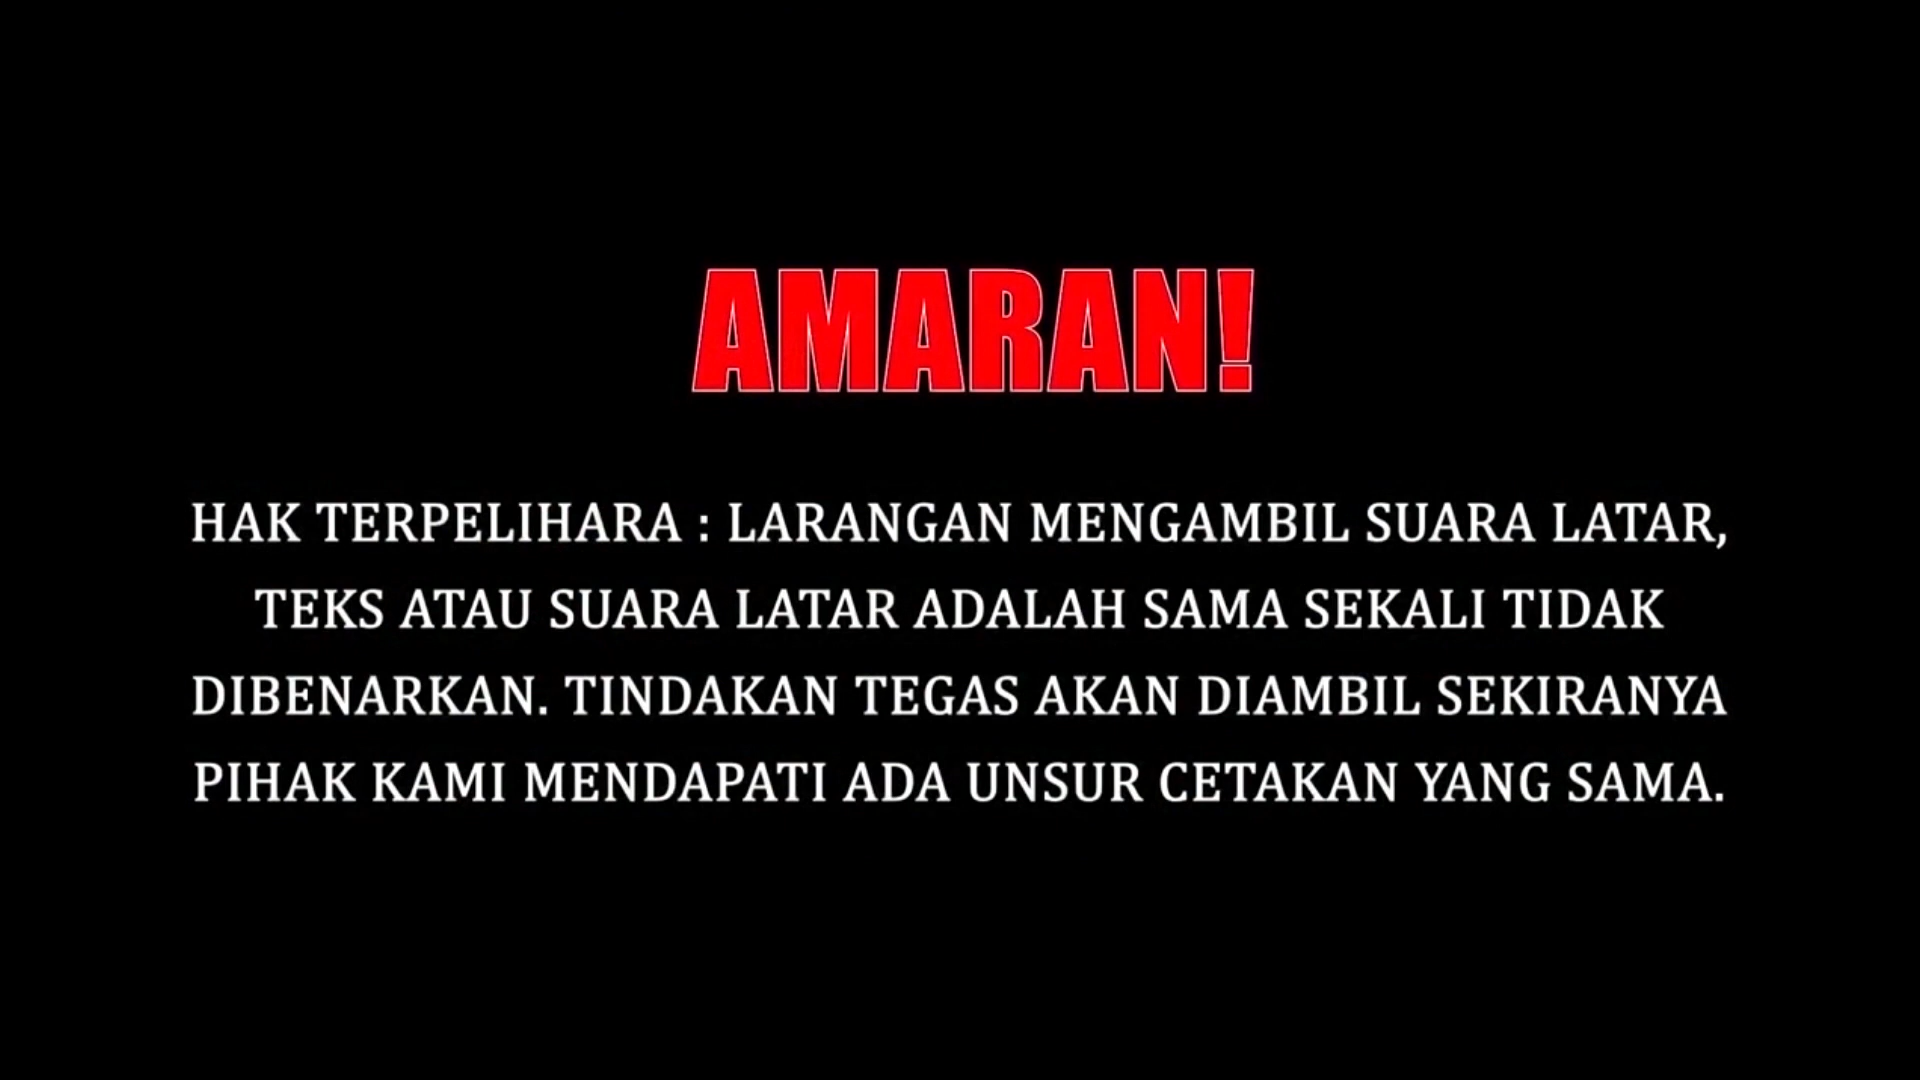 AMARAN!
HAK TERPELIHARA : LARANGAN MENGAMBIL SUARA LATAR,
TEKS ATAU SUARA LATAR ADALAH SAMA SEKALI TIDAK
DIBENARKAN. TINDAKAN TEGAS AKAN DIAMBIL SEKIRANYA
PIHAK KAMI MENDAPATI ADA UNSUR CETAKAN YANG SAMA.